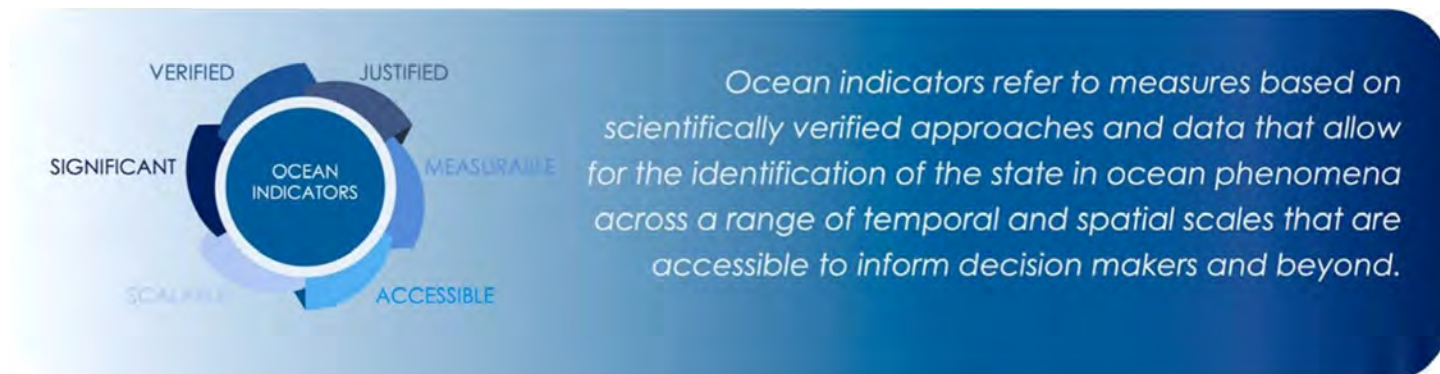 VERIFIED
JUSTIFIED
SIGNIFICANT
OCEAN
INDICATORS
MEASURABLE
SCALABLE
ACCESSIBLE
Ocean indicators refer to measures based on
scientifically verified approaches and data that allow
for the identification of the state in ocean phenomena
across a range of temporal and spatial scales that are
accessible to inform decision makers and beyond.